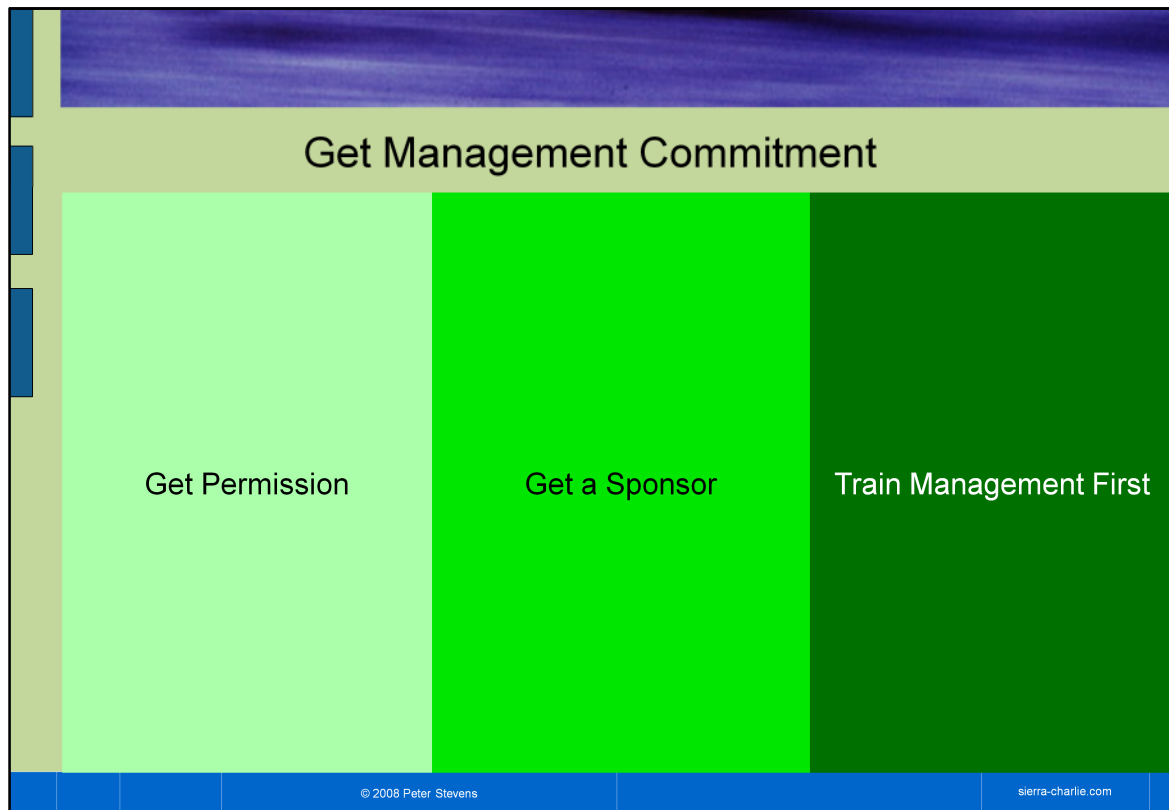 Get Management Commitment
Get Permission
Get a Sponsor
Train Management First
© 2008 Peter Stevens
sierra-charlie.com